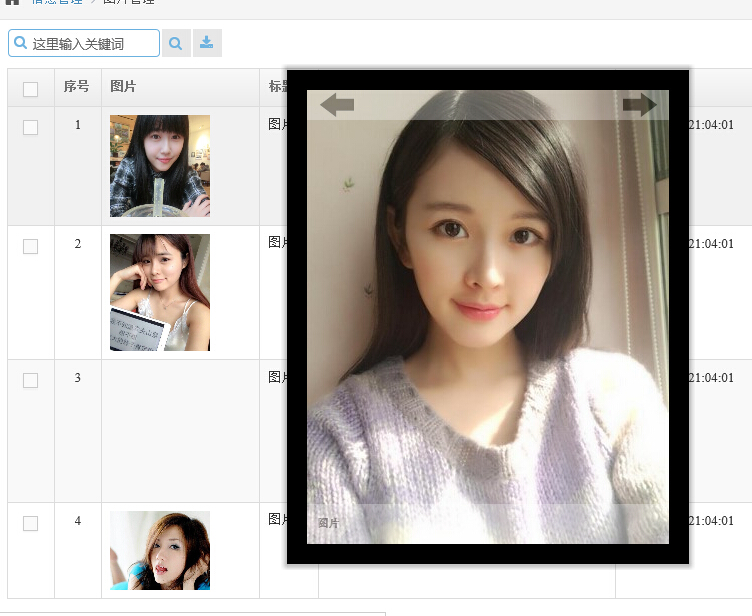 信息管理 > 图片管理
这里输入关键词
序号 图片 标题
1 图片 21:04:01
2 图片 21:04:01
3 图片 21:04:01
4 图片 21:04:01
图片